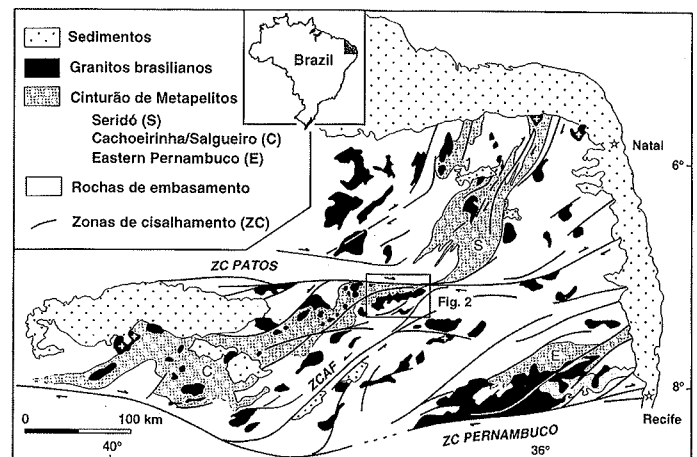 Sedimentos
Granitos brasilianos
Cinturão de Metapelitos
Seridó (S)
Cachoeirinha/Salgueiro (C)
Eastern Pernambuco (E)
Rochas de embasamento
Zonas de cisalhamento (ZC)
Brazil
Natal
6°
S
ZC PATOS
Fig. 2
C
ZCAF
E
8°
0 100 km
Recife
40°
ZC PERNAMBUCO
36°